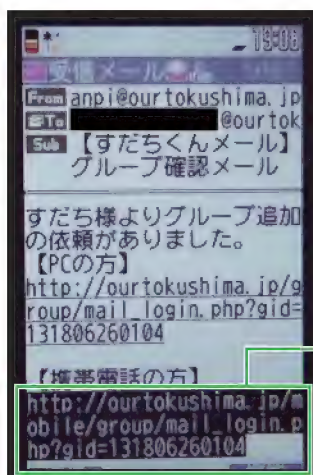 19:08
受信メール
From anpi@ourtokushima.jp
To @ourtok
Sub 【すだちくんメール】
グループ確認メール
すだち様よりグループ追加
の依頼がありました。
【PCの方】
http://ourtokushima.jp/g
roup/mail_login.php?gid=
131806260104
【携帯電話の方】
http://ourtokushima.jp/m
obile/group/mail_login.p
hp?gid=131806260104